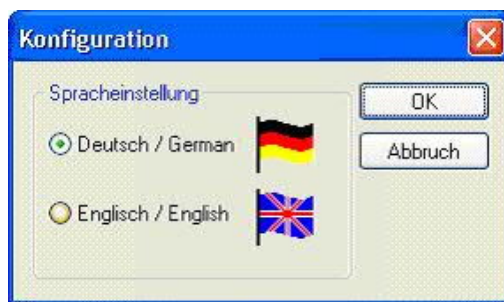 Konfiguration
Spracheinstellung
Deutsch / German
Englisch / English
OK
Abbruch